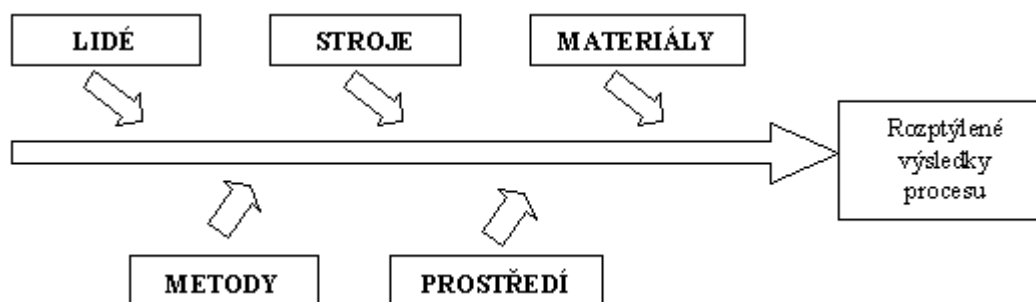 LIDÉ
STROJE
MATERIÁLY
Rozptýlené
výsledky
procesu
METODY
PROSTŘEDÍ